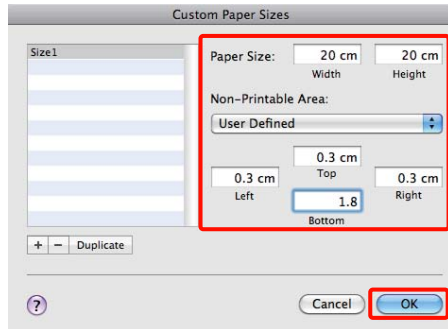 Custom Paper Sizes
Size1
Paper Size: 20 cm 20 cm
Width Height
Non-Printable Area:
User Defined
0.3 cm
Top
0.3 cm 0.3 cm
Left Right
1.8
Bottom
+ − Duplicate
? Cancel OK